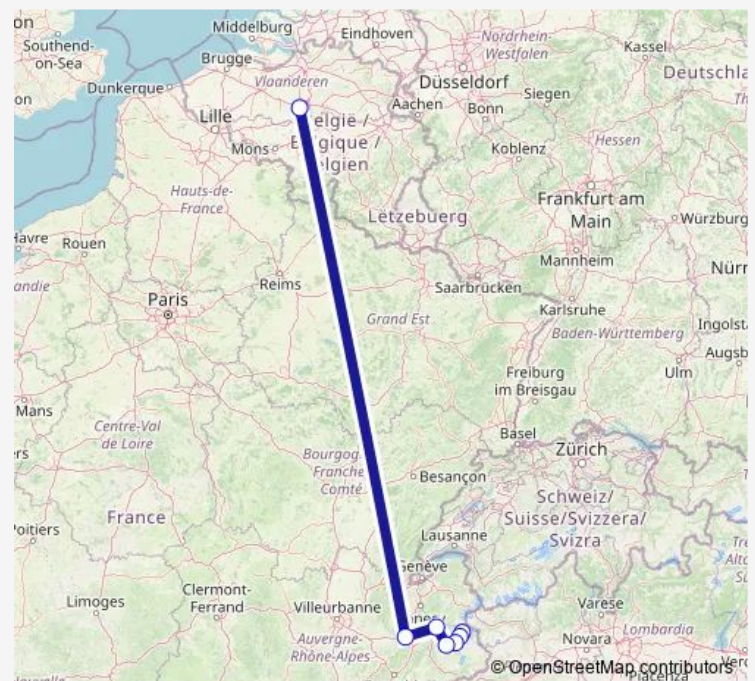 on
Southend-
on-Sea
Middelburg
Eindhoven
Nordrhein-
Westfalen
Kassel
Brugge
Vlaanderen
Dunkerque
Düsseldorf
Deutschla
on
Lille
Aachen
Bonn
Siegen
Mons
Koblenz
Hessen
Hauts-de-
France
Lëtzebuerg
Frankfurt am
Main
Würzburg
Rouen
Mannheim
Reims
Saarbrücken
Paris
Karlsruhe
Grand Est
Baden-Württemberg
Ingolst
Augsb
Freiburg
im Breisgau
Ulm
Mans
Centre-Val
de Loire
Basel
Zürich
Bourgog
Franche
Comté
Besançon
France
Schweiz/
Suisse/Svizzera/
Svizra
Lausanne
Poitiers
Genève
Clermont-
Ferrand
Limoges
Villeurbanne
Varese
Auvergne-
Rhône-Alpes
Novara
Lombardia
© OpenStreetMap contributors